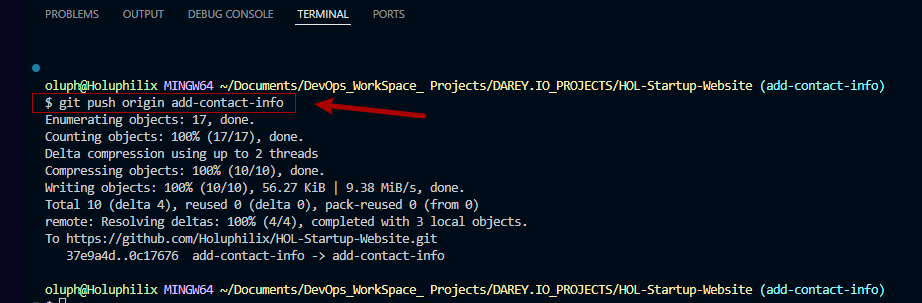 PROBLEMS OUTPUT DEBUG CONSOLE TERMINAL PORTS
oluph@Holuphilix MINGW64 ~/Documents/DevOps_WorkSpace_ Projects/DAREY.IO_PROJECTS/HOL-Startup-Website (add-contact-info)
$ git push origin add-contact-info
Enumerating objects: 17, done.
Counting objects: 100% (17/17), done.
Delta compression using up to 2 threads
Compressing objects: 100% (10/10), done.
Writing objects: 100% (10/10), 56.27 KiB | 9.38 MiB/s, done.
Total 10 (delta 4), reused 0 (delta 0), pack-reused 0 (from 0)
remote: Resolving deltas: 100% (4/4), completed with 3 local objects.
To https://github.com/Holuphilix/HOL-Startup-Website.git
37e9a4d..0c17676 add-contact-info -> add-contact-info
oluph@Holuphilix MINGW64 ~/Documents/DevOps_WorkSpace_ Projects/DAREY.IO_PROJECTS/HOL-Startup-Website (add-contact-info)
$